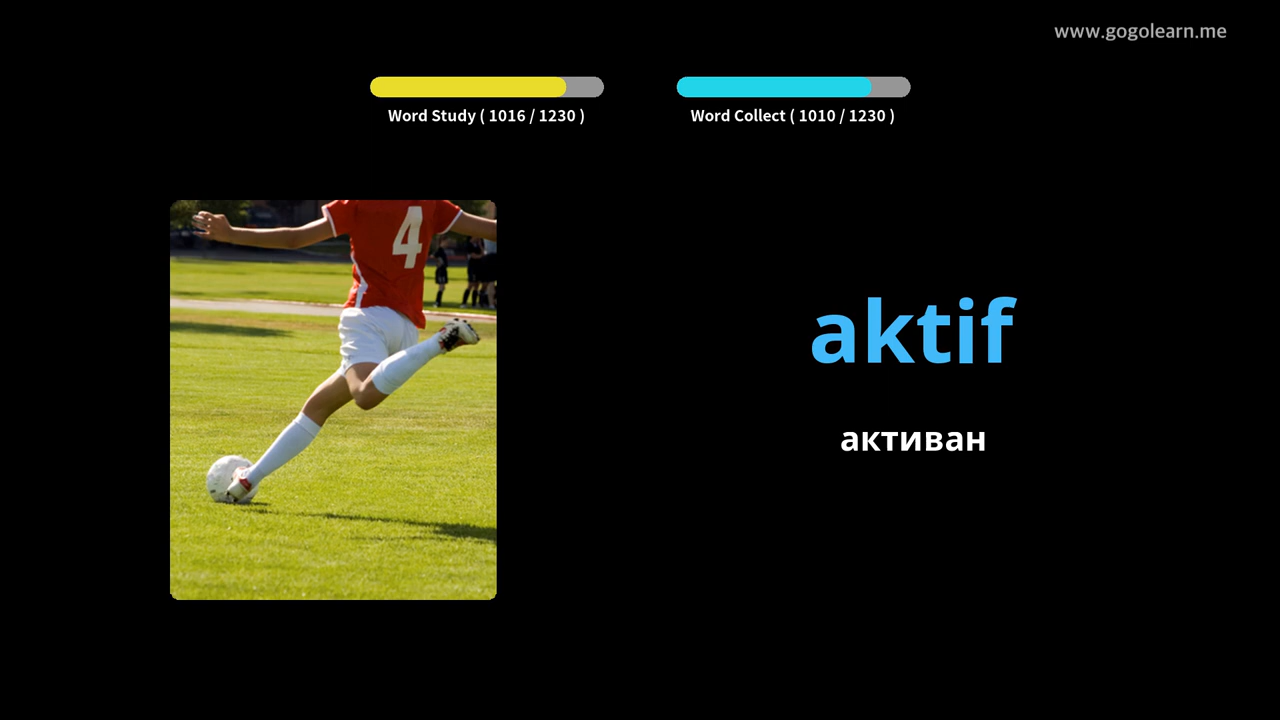 www.gogolearn.me
Word Study ( 1016 / 1230 )
Word Collect ( 1010 / 1230 )
4
aktif
активан